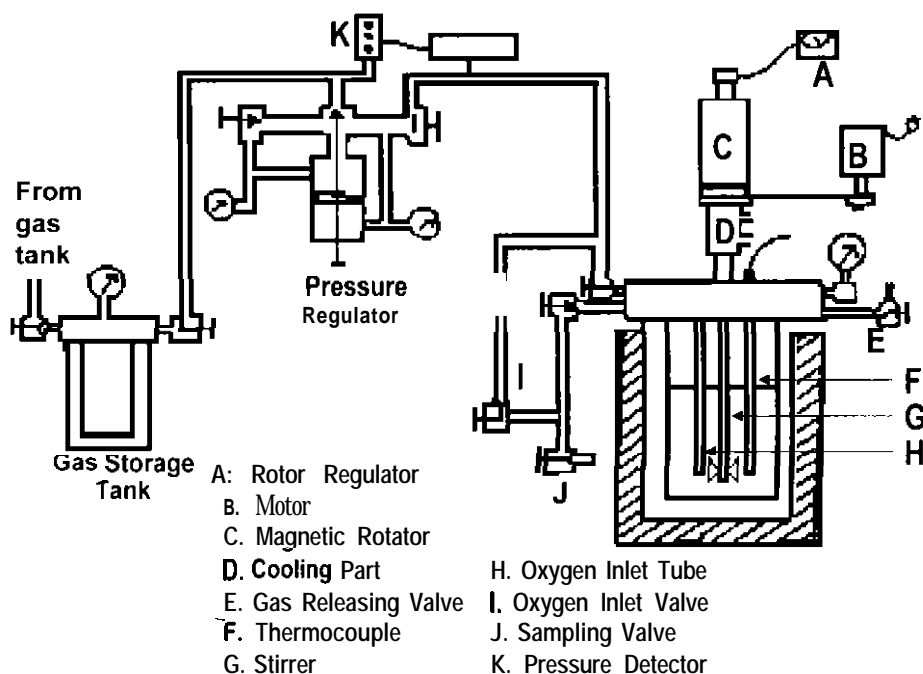 K
A
C
B
From
gas
tank
D
Pressure
Regulator
E
F
I
G
H
Gas Storage
Tank
J
A: Rotor Regulator
B. Motor
C. Magnetic Rotator
D. Cooling Part
E. Gas Releasing Valve
F. Thermocouple
G. Stirrer
H. Oxygen Inlet Tube
I. Oxygen Inlet Valve
J. Sampling Valve
K. Pressure Detector